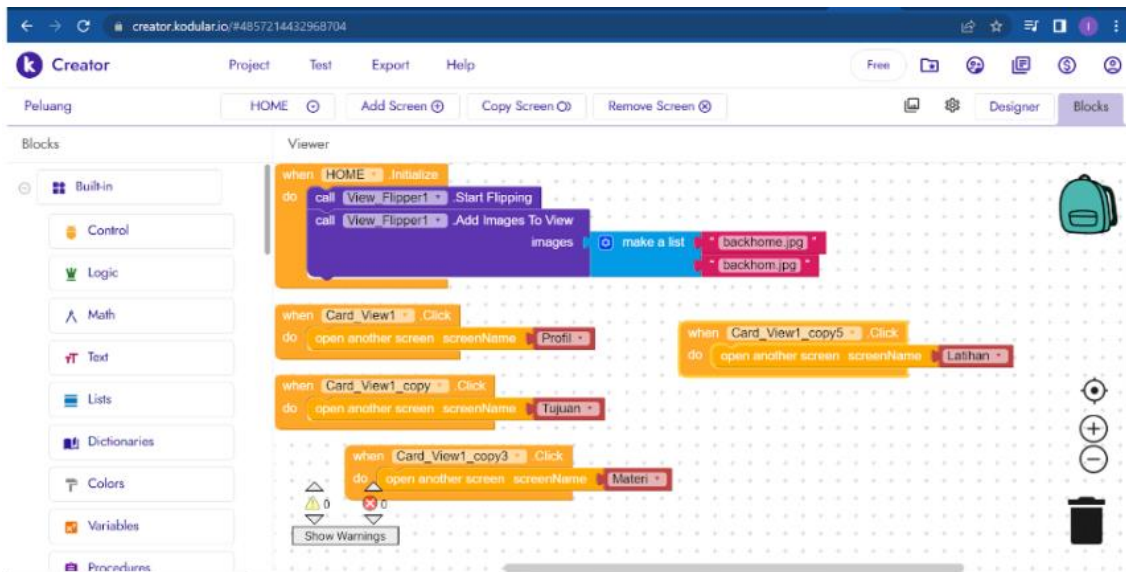 creator.kodular.io/#4857214432968704
Creator Project Test Export Help Free
Peluang HOME Add Screen Copy Screen Remove Screen Designer Blocks
Blocks Viewer
Built-in
Control
Logic
Math
Text
Lists
Dictionaries
Colors
Variables
Procedures
when HOME .Initialize
do call View_Flipper1 .Start Flipping
call View_Flipper1 .Add Images To View
images make a list " backhome.jpg "
" backhom.jpg "
when Card_View1 .Click
do open another screen screenName Profil
when Card_View1_copy5 .Click
do open another screen screenName Latihan
when Card_View1_copy .Click
do open another screen screenName Tujuan
when Card_View1_copy3 .Click
do open another screen screenName Materi
0 0
Show Warnings